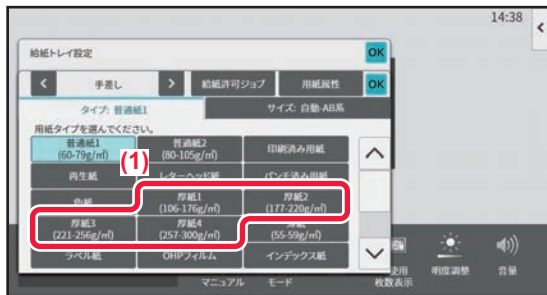 14:38
給紙トレイ設定 OK
手差し 給紙許可ジョブ 用紙属性 OK
タイプ: 普通紙1 サイズ: 自動-AB系
用紙タイプを選んでください。
普通紙1 普通紙2 印刷済み用紙
(60-79g/㎡) (80-105g/㎡)
(1)
再生紙 レターヘッド紙 パンチ済み用紙
色紙 厚紙1 厚紙2
(106-176g/㎡) (177-220g/㎡)
厚紙3 厚紙4 薄紙
(221-256g/㎡) (257-300g/㎡) (55-59g/㎡)
ラベル紙 OHPフィルム インデックス紙
使用 明度調整 音量
マニュアル モード 枚数表示